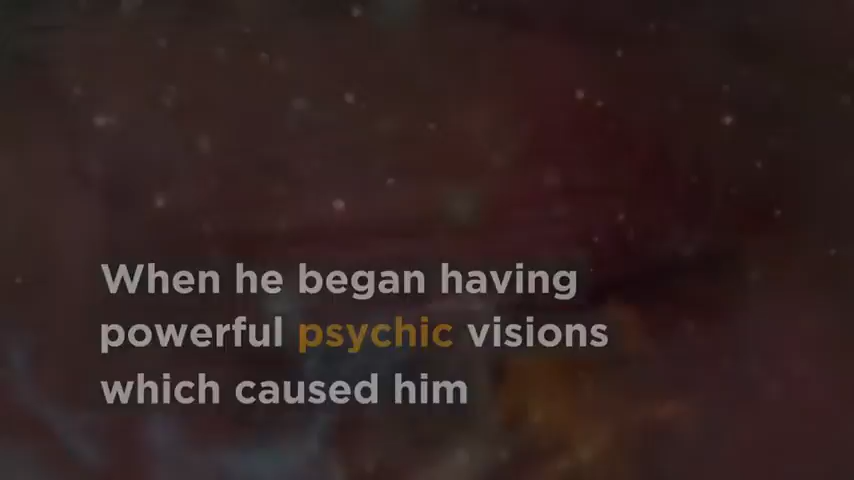 When he began having
powerful psychic visions
which caused him